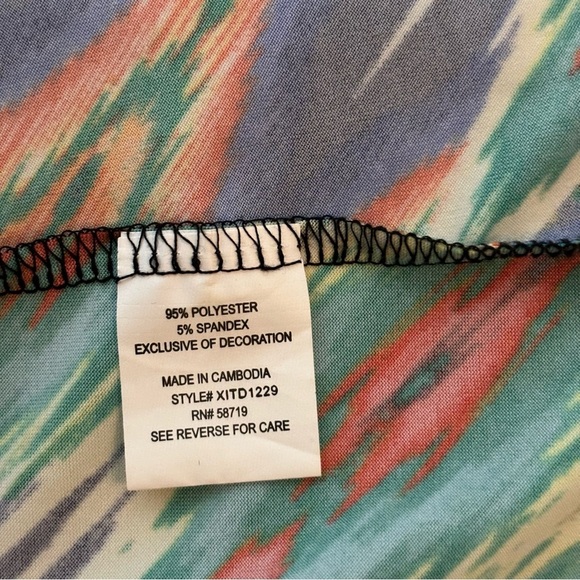 95% POLYESTER
5% SPANDEX
EXCLUSIVE OF DECORATION
MADE IN CAMBODIA
STYLE# XITD1229
RN# 58719
SEE REVERSE FOR CARE